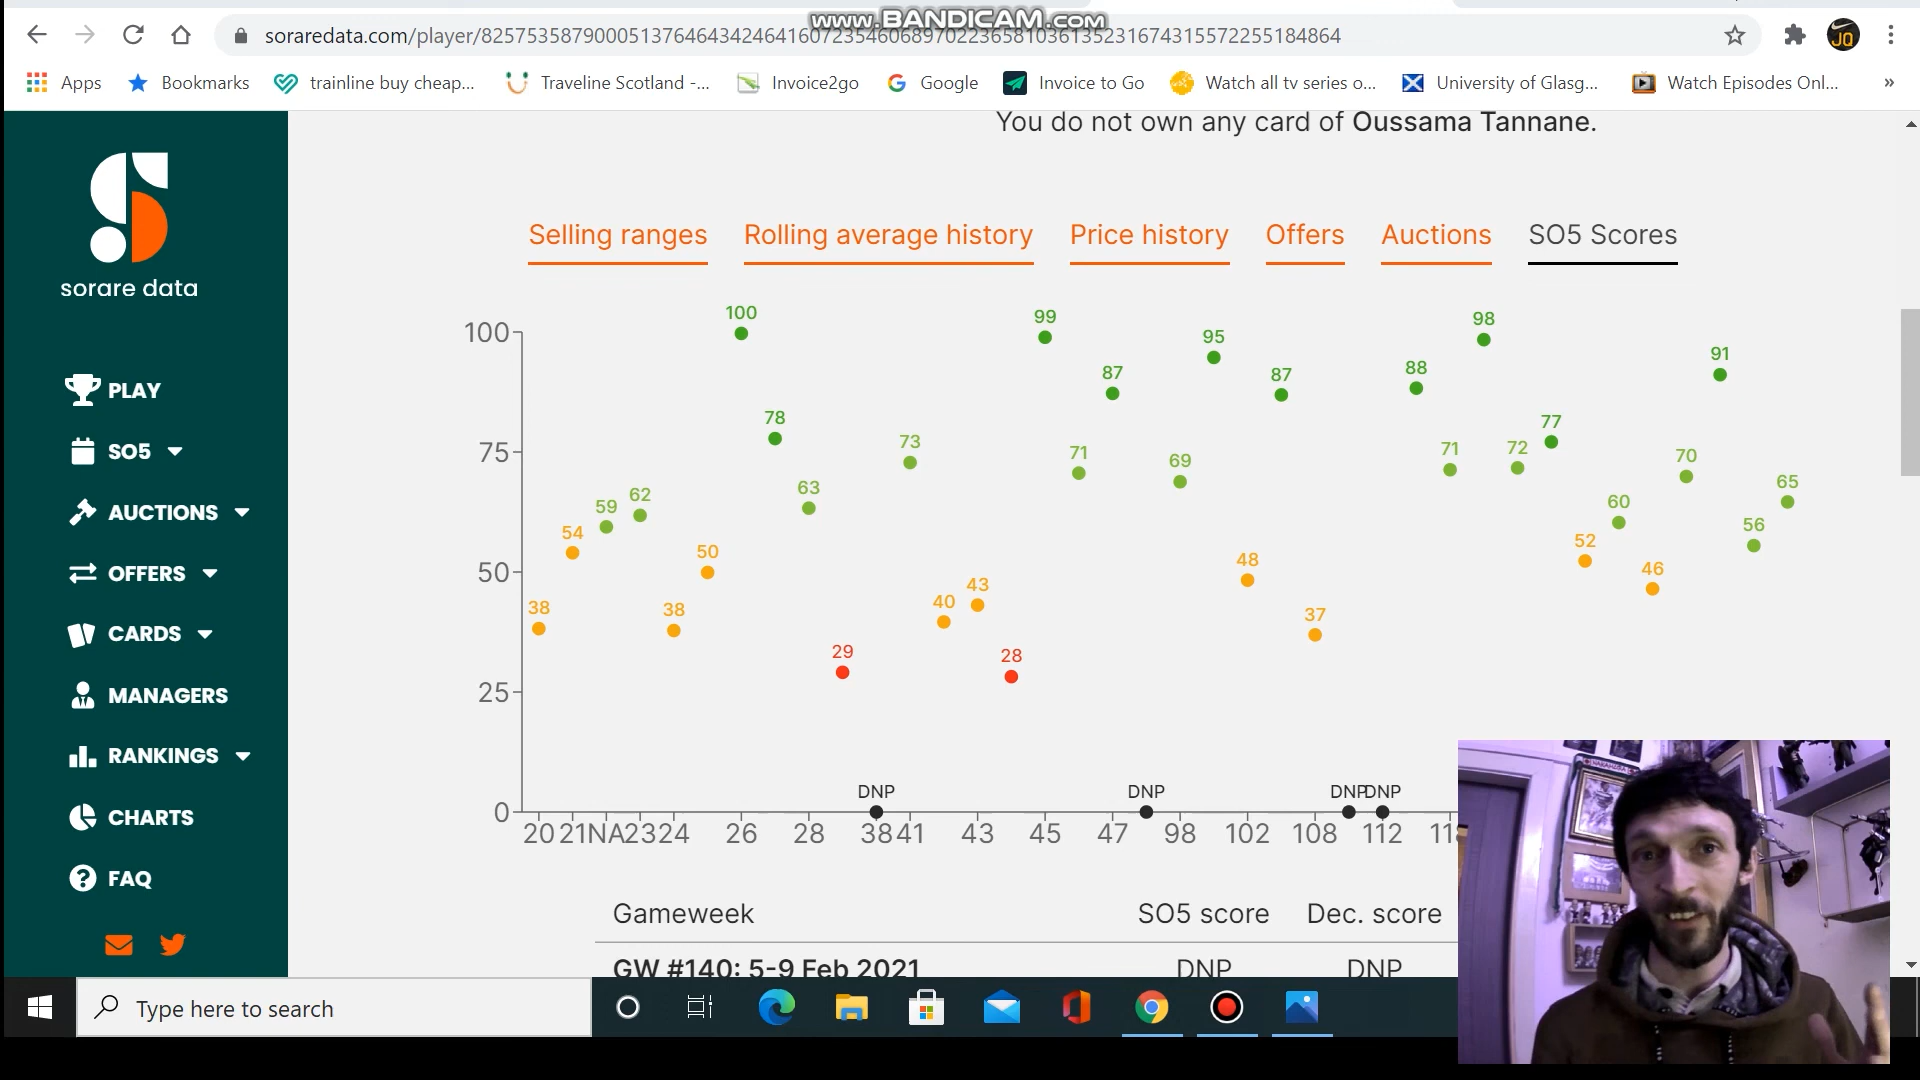 www.BANDICAM.com
soraredata.com/player/82575358790005137646434246416072354606897022365810361352316743155722551848​64
Apps Bookmarks trainline buy cheap... Traveline Scotland -... Invoice2go Google Invoice to Go Watch all tv series o... University of Glasg... Watch Episodes Onl... »
JQ
You do not own any card of Oussama Tannane.
sorare data
Selling ranges Rolling average history Price history Offers Auctions SO5 Scores
PLAY
SO5
AUCTIONS
OFFERS
CARDS
MANAGERS
RANKINGS
CHARTS
FAQ
100
75
50
25
0
38 54 59 62 38 50 100 78 63 29 DNP 73 40 43 28 99 71 87 DNP 69 95 48 87 37 DNP DNP 88 71 98 72 77 52 60 46 70 91 56 65
20 21 NA 23 24 26 28 38 41 43 45 47 98 102 108 112
Gameweek SO5 score Dec. score
GW #140: 5-9 Feb 2021 DNP DNP
Type here to search